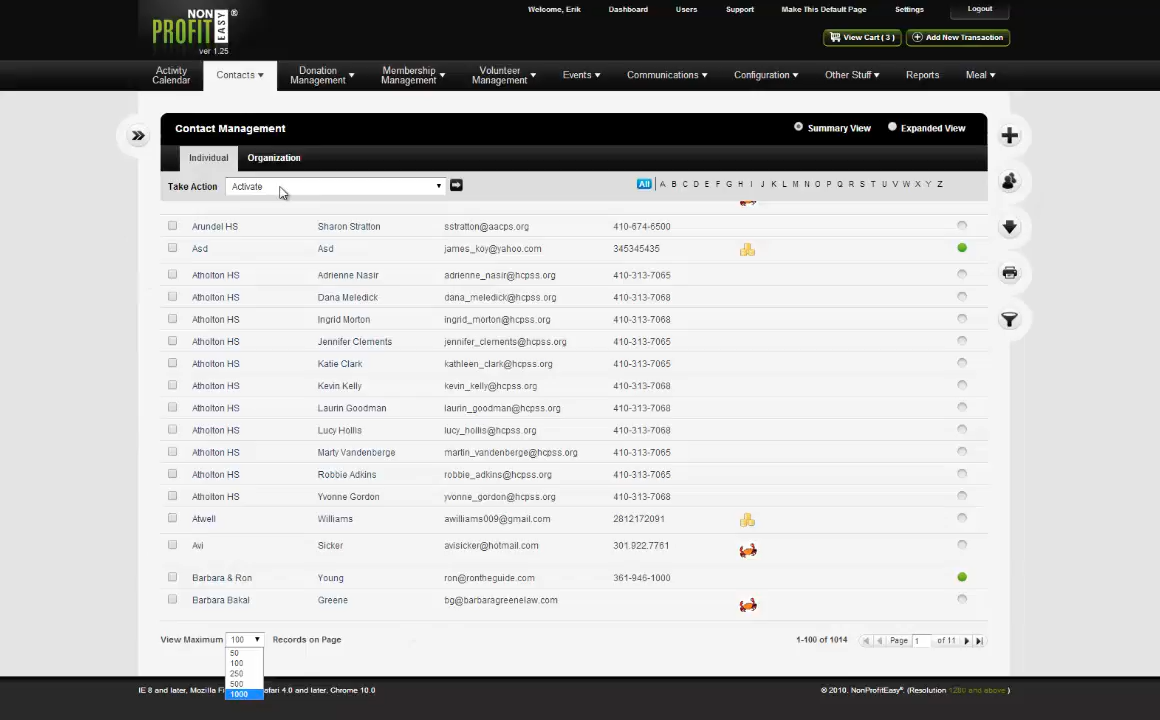 NON PROFIT EASY ®
ver 1.25
Welcome, Erik Dashboard Users Support Make This Default Page Settings Logout
View Cart ( 3 ) Add New Transaction
Activity Calendar Contacts Donation Management Membership Management Volunteer Management Events Communications Configuration Other Stuff Reports Meal
Contact Management Summary View Expanded View
Individual Organization
Take Action Activate All A B C D E F G H I J K L M N O P Q R S T U V W X Y Z
Arundel HS Sharon Stratton sstratton@aacps.org 410-674-6500
Asd Asd james_koy@yahoo.com 345345435
Atholton HS Adrienne Nasir adrienne_nasir@hcpss.org 410-313-7065
Atholton HS Dana Meledick dana_meledick@hcpss.org 410-313-7068
Atholton HS Ingrid Morton ingrid_morton@hcpss.org 410-313-7068
Atholton HS Jennifer Clements jennifer_clements@hcpss.org 410-313-7065
Atholton HS Katie Clark kathleen_clark@hcpss.org 410-313-7065
Atholton HS Kevin Kelly kevin_kelly@hcpss.org 410-313-7068
Atholton HS Laurin Goodman laurin_goodman@hcpss.org 410-313-7068
Atholton HS Lucy Hollis lucy_hollis@hcpss.org 410-313-7068
Atholton HS Marty Vandenberge martin_vandenberge@hcpss.org 410-313-7065
Atholton HS Robbie Adkins robbie_adkins@hcpss.org 410-313-7065
Atholton HS Yvonne Gordon yvonne_gordon@hcpss.org 410-313-7068
Atwell Williams awilliams009@gmail.com 2812172091
Avi Sicker avisicker@hotmail.com 301.922.7761
Barbara & Ron Young ron@rontheguide.com 361-946-1000
Barbara Bakal Greene bg@barbaragreenelaw.com
View Maximum 100 Records on Page 1-100 of 1014 Page 1 of 11
50
100
250
500
1000
IE 8 and later, Mozilla Fi afari 4.0 and later. Chrome 10.0 © 2010. NonProfitEasy®. (Resolution 1280 and above )